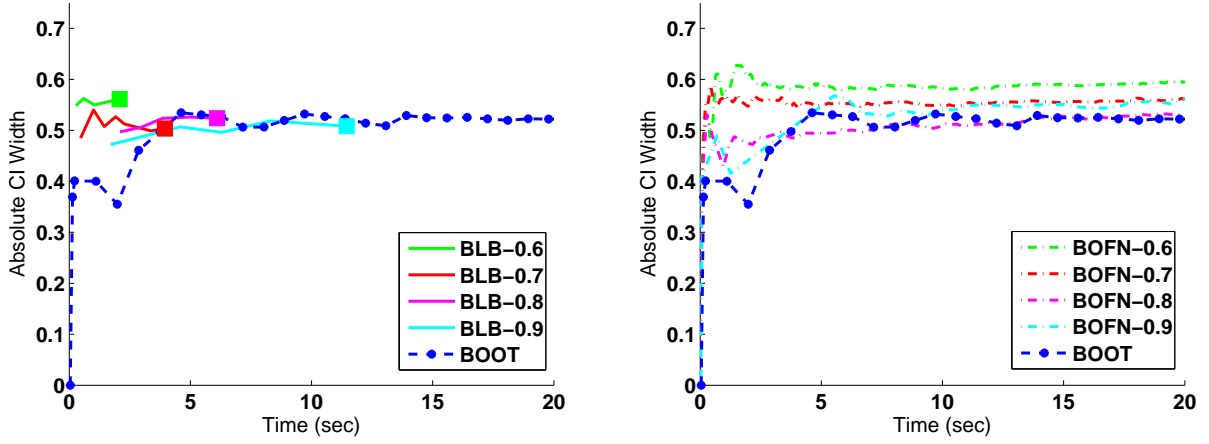 Absolute CI Width
0.7
0.6
0.5
0.4
0.3
0.2
0.1
0
0
5
10
15
20
Time (sec)
BLB−0.6
BLB−0.7
BLB−0.8
BLB−0.9
BOOT
Absolute CI Width
0.7
0.6
0.5
0.4
0.3
0.2
0.1
0
0
5
10
15
20
Time (sec)
BOFN−0.6
BOFN−0.7
BOFN−0.8
BOFN−0.9
BOOT